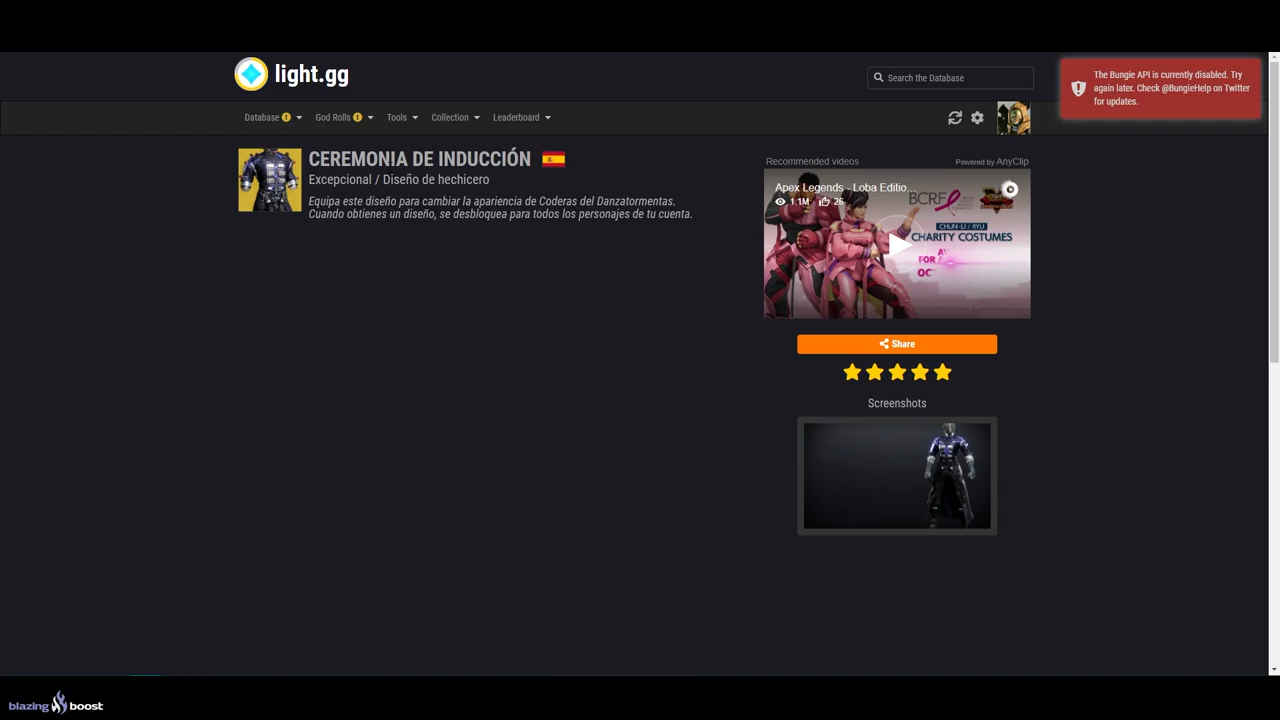 light.gg
Search the Database
The Bungie API is currently disabled. Try
again later. Check @BungieHelp on Twitter
for updates.
Database
God Rolls
Tools
Collection
Leaderboard
CEREMONIA DE INDUCCIÓN
Excepcional / Diseño de hechicero
Equipa este diseño para cambiar la apariencia de Coderas del Danzatormentas.
Cuando obtienes un diseño, se desbloquea para todos los personajes de tu cuenta.
Recommended videos
Powered by AnyClip
Apex Legends - Loba Editio...
1.1M 26
BCRF
CHUN-LI / RYU
CHARITY COSTUMES
FOR
Share
Screenshots
blazing boost